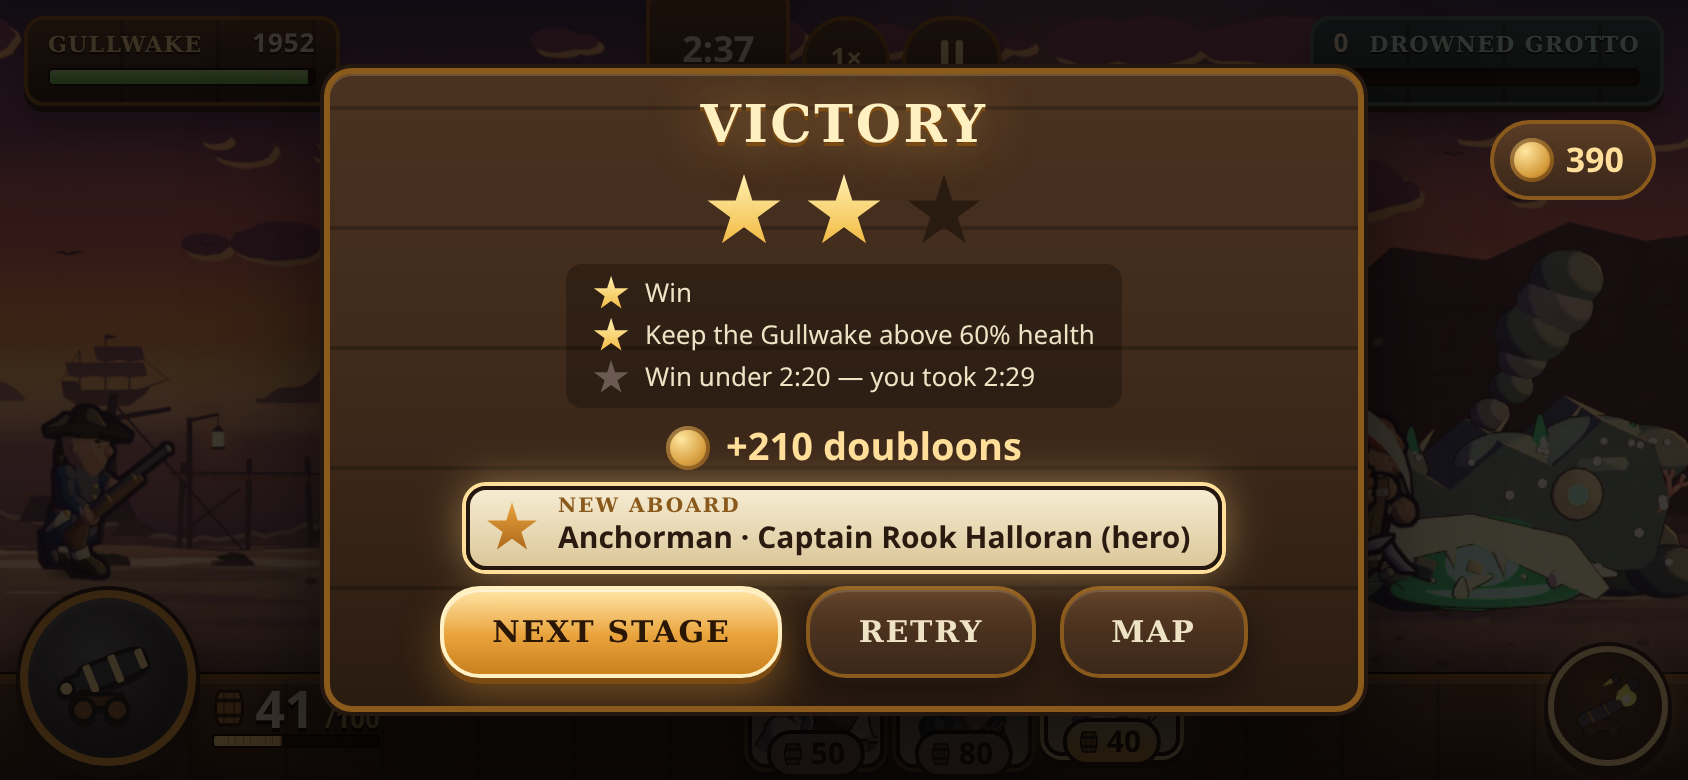 GULLWAKE 1952
2:37
1×
0 DROWNED GROTTO
VICTORY
390
Win
Keep the Gullwake above 60% health
Win under 2:20 — you took 2:29
+210 doubloons
NEW ABOARD
Anchorman · Captain Rook Halloran (hero)
NEXT STAGE
RETRY
MAP
41 /100
50
80
40